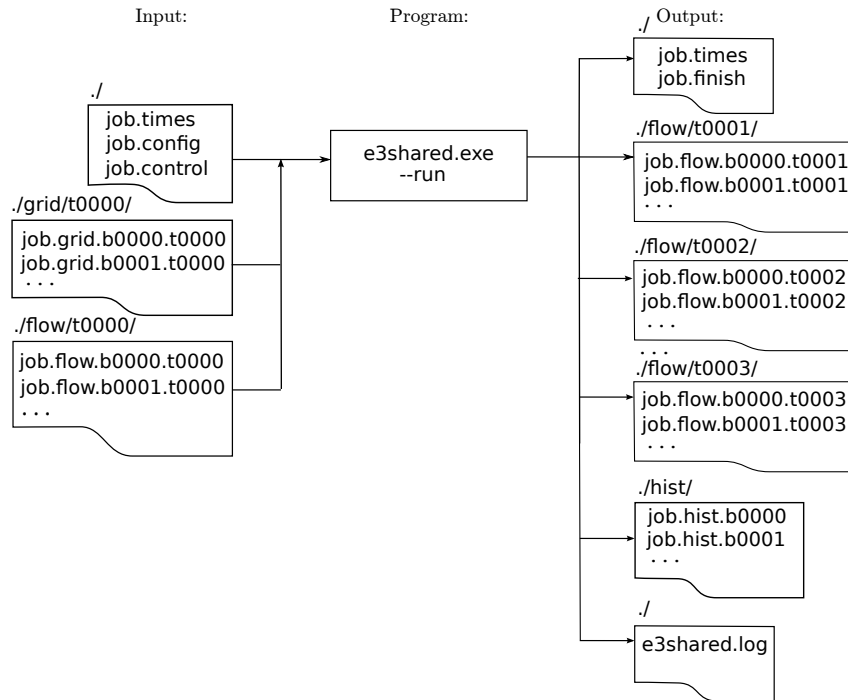 Input:
Program:
Output:
./
job.times
job.config
job.control
./grid/t0000/
job.grid.b0000.t0000
job.grid.b0001.t0000
...
./flow/t0000/
job.flow.b0000.t0000
job.flow.b0001.t0000
...
e3shared.exe
--run
./
job.times
job.finish
./flow/t0001/
job.flow.b0000.t0001
job.flow.b0001.t0001
...
./flow/t0002/
job.flow.b0000.t0002
job.flow.b0001.t0002
...
...
./flow/t0003/
job.flow.b0000.t0003
job.flow.b0001.t0003
...
./hist/
job.hist.b0000
job.hist.b0001
...
./
e3shared.log